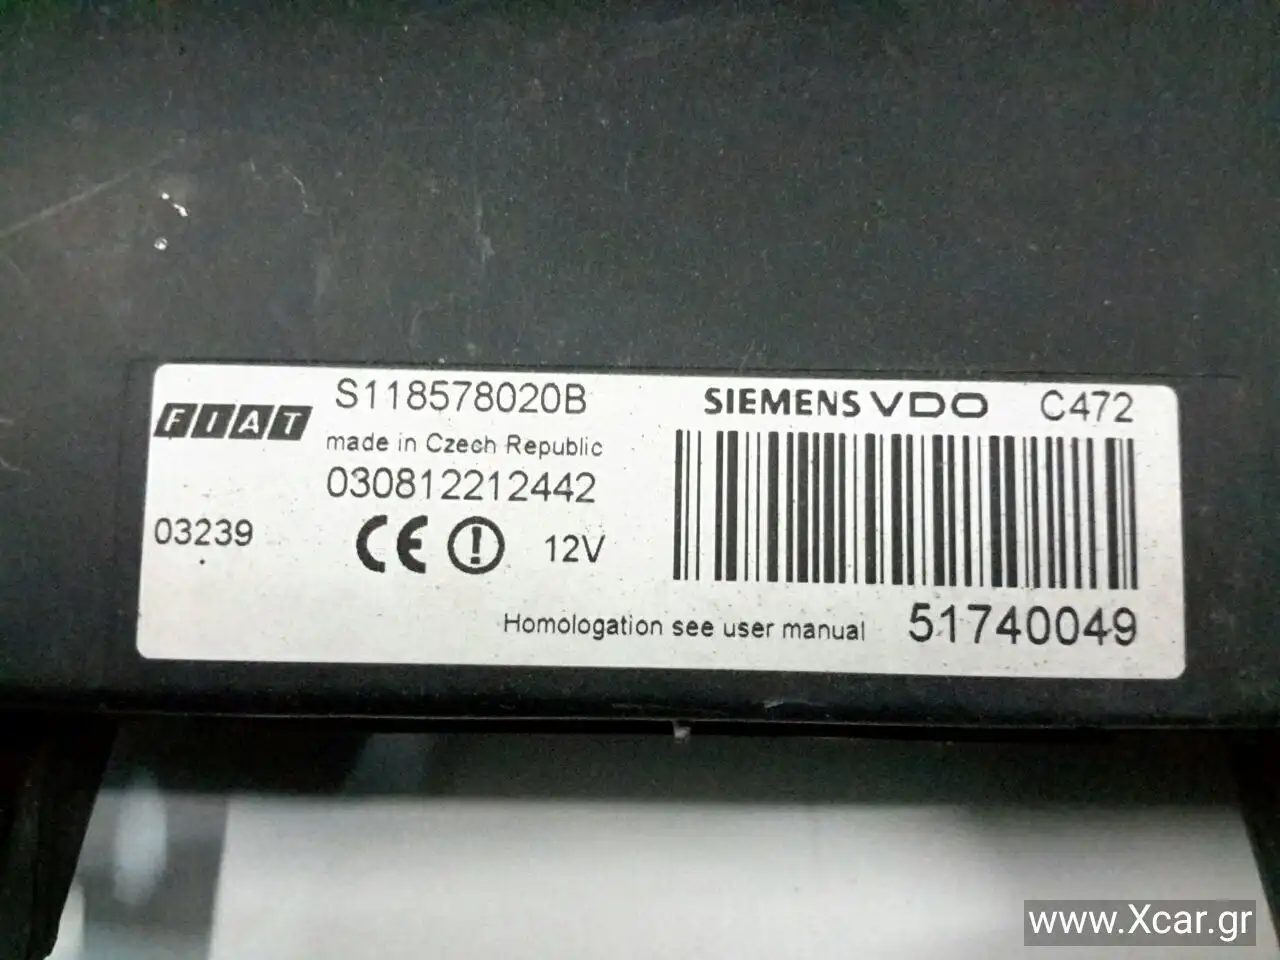 FIAT
S118578020B
made in Czech Republic
030812212442
03239
CE
12V
SIEMENS VDO
C472
Homologation see user manual
51740049
www.Xcar.gr